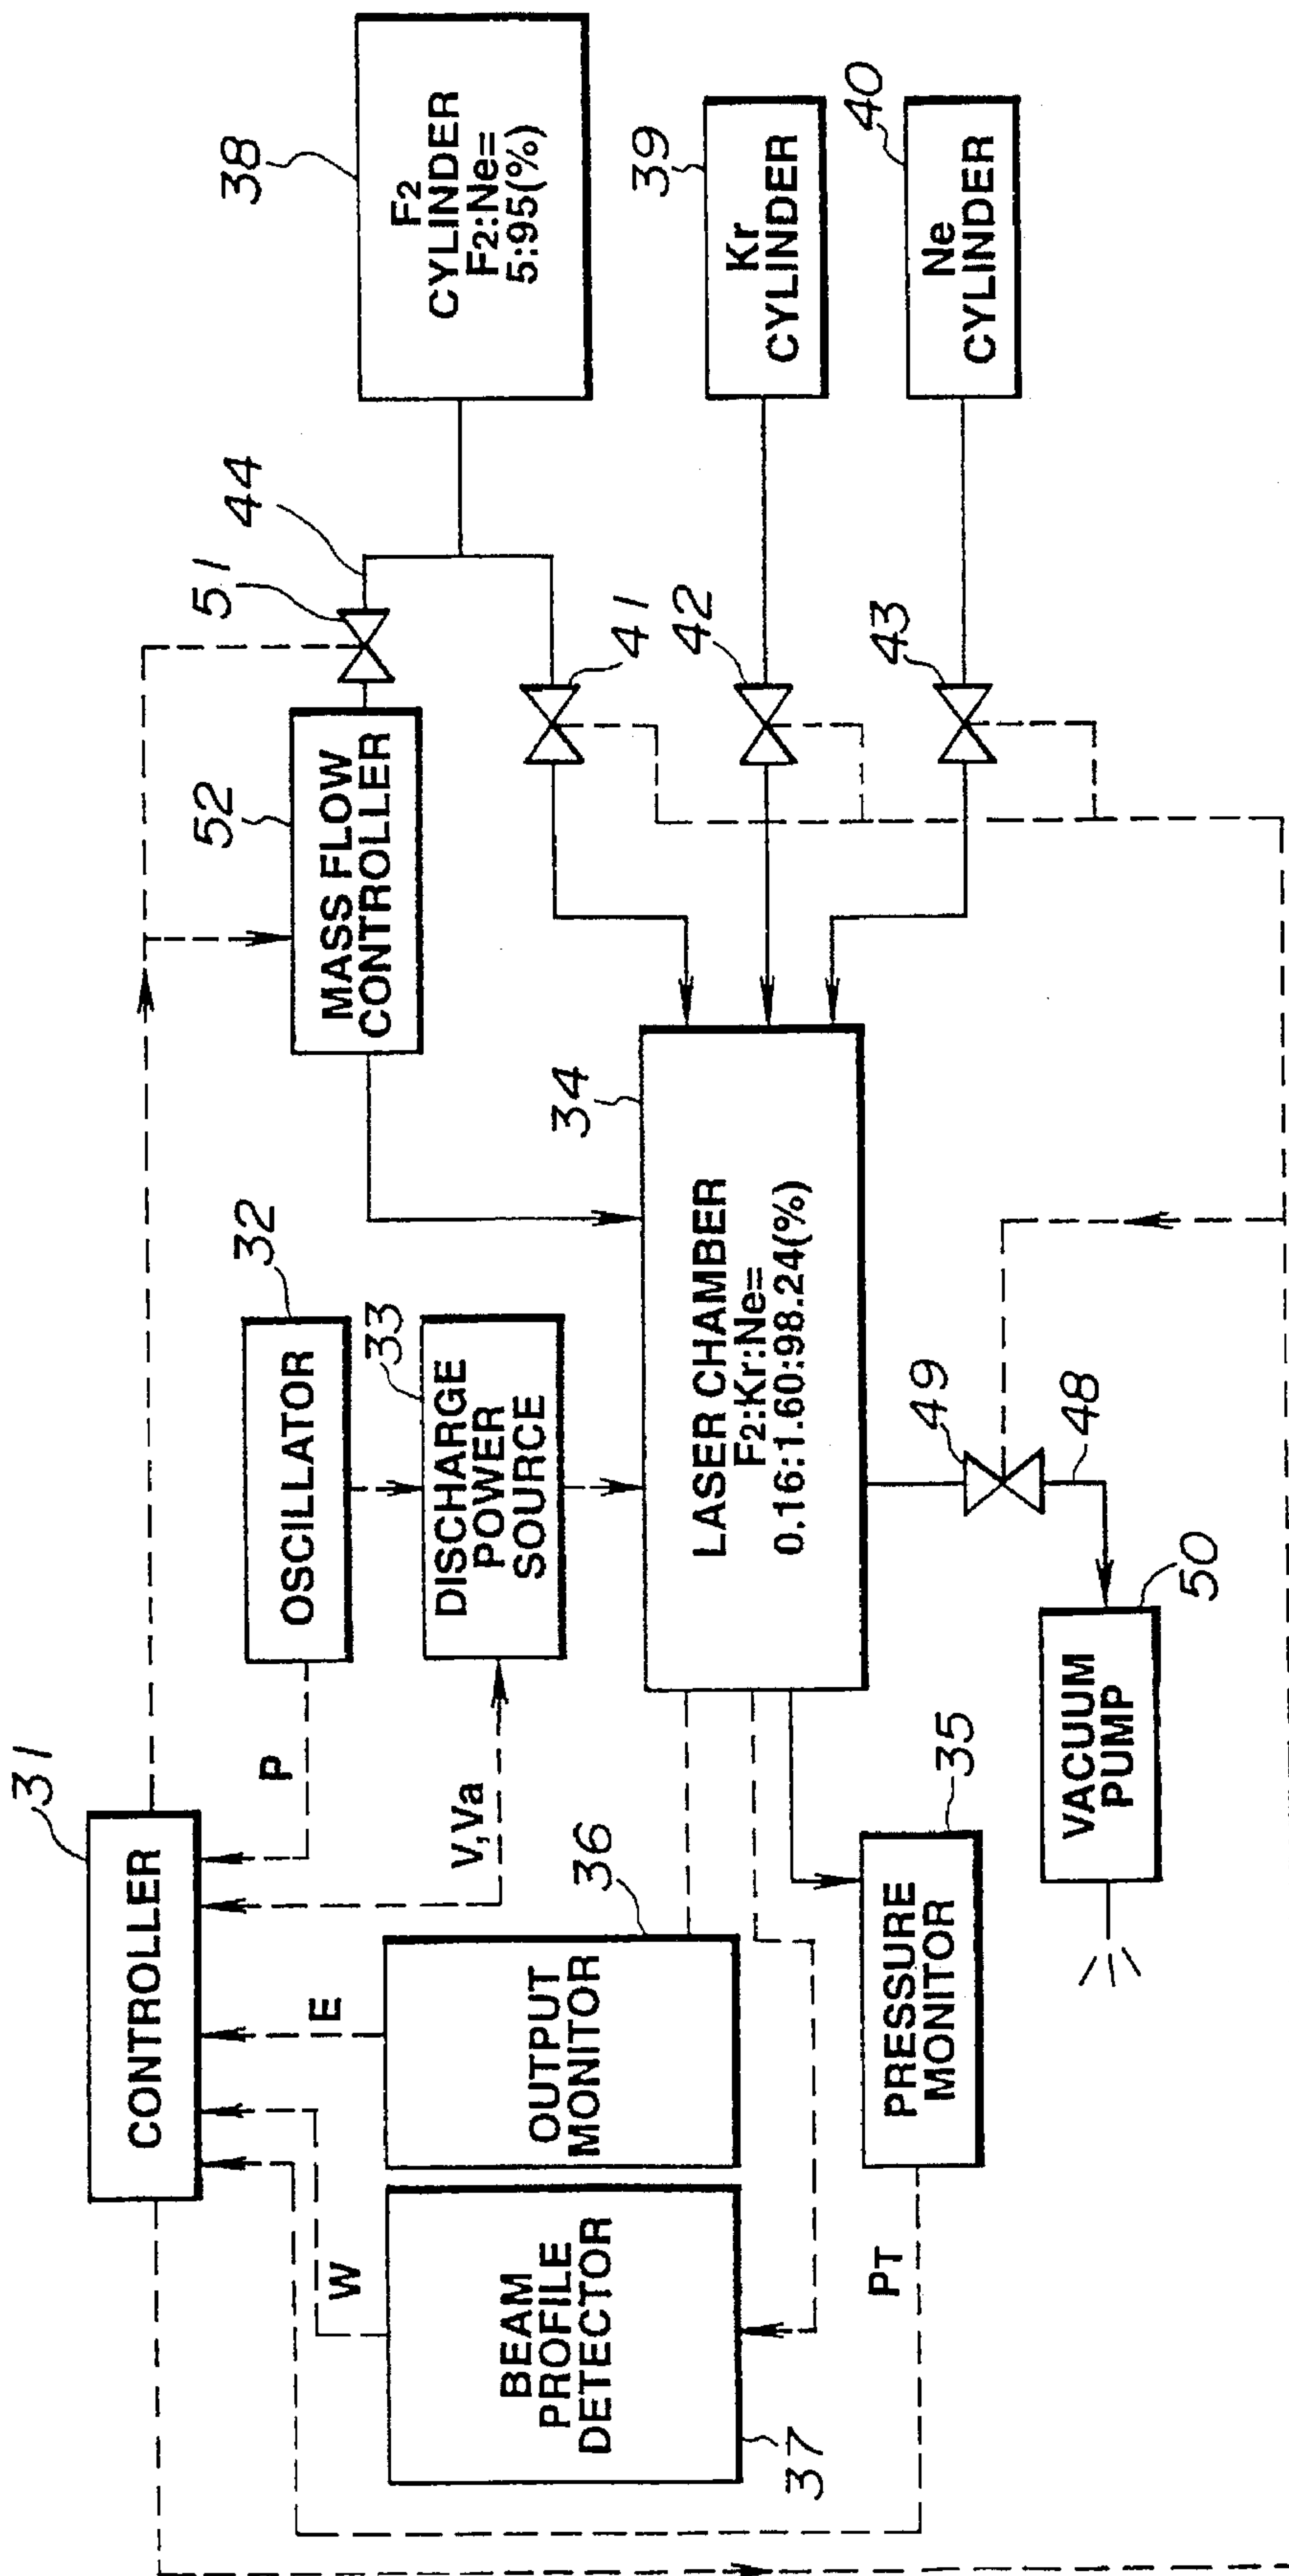 31
CONTROLLER
P
32
OSCILLATOR
V,Va
33
DISCHARGE
POWER
SOURCE
E
W
36
OUTPUT
MONITOR
BEAM
PROFILE
DETECTOR
37
PT
35
PRESSURE
MONITOR
34
LASER CHAMBER
F2:Kr:Ne=
0.16:1.60:98.24(%)
49
48
50
VACUUM
PUMP
52
MASS FLOW
CONTROLLER
51
44
41
42
43
38
F2
CYLINDER
F2:Ne=
5:95(%)
39
Kr
CYLINDER
40
Ne
CYLINDER